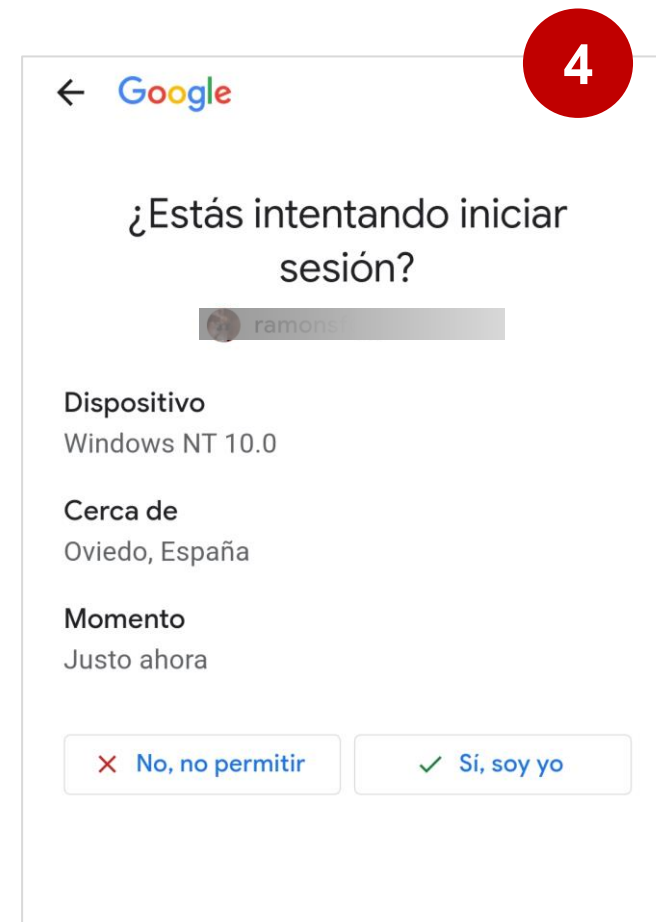 4
Google
¿Estás intentando iniciar
sesión?
Dispositivo
Windows NT 10.0
Cerca de
Oviedo, España
Momento
Justo ahora
No, no permitir
Sí, soy yo